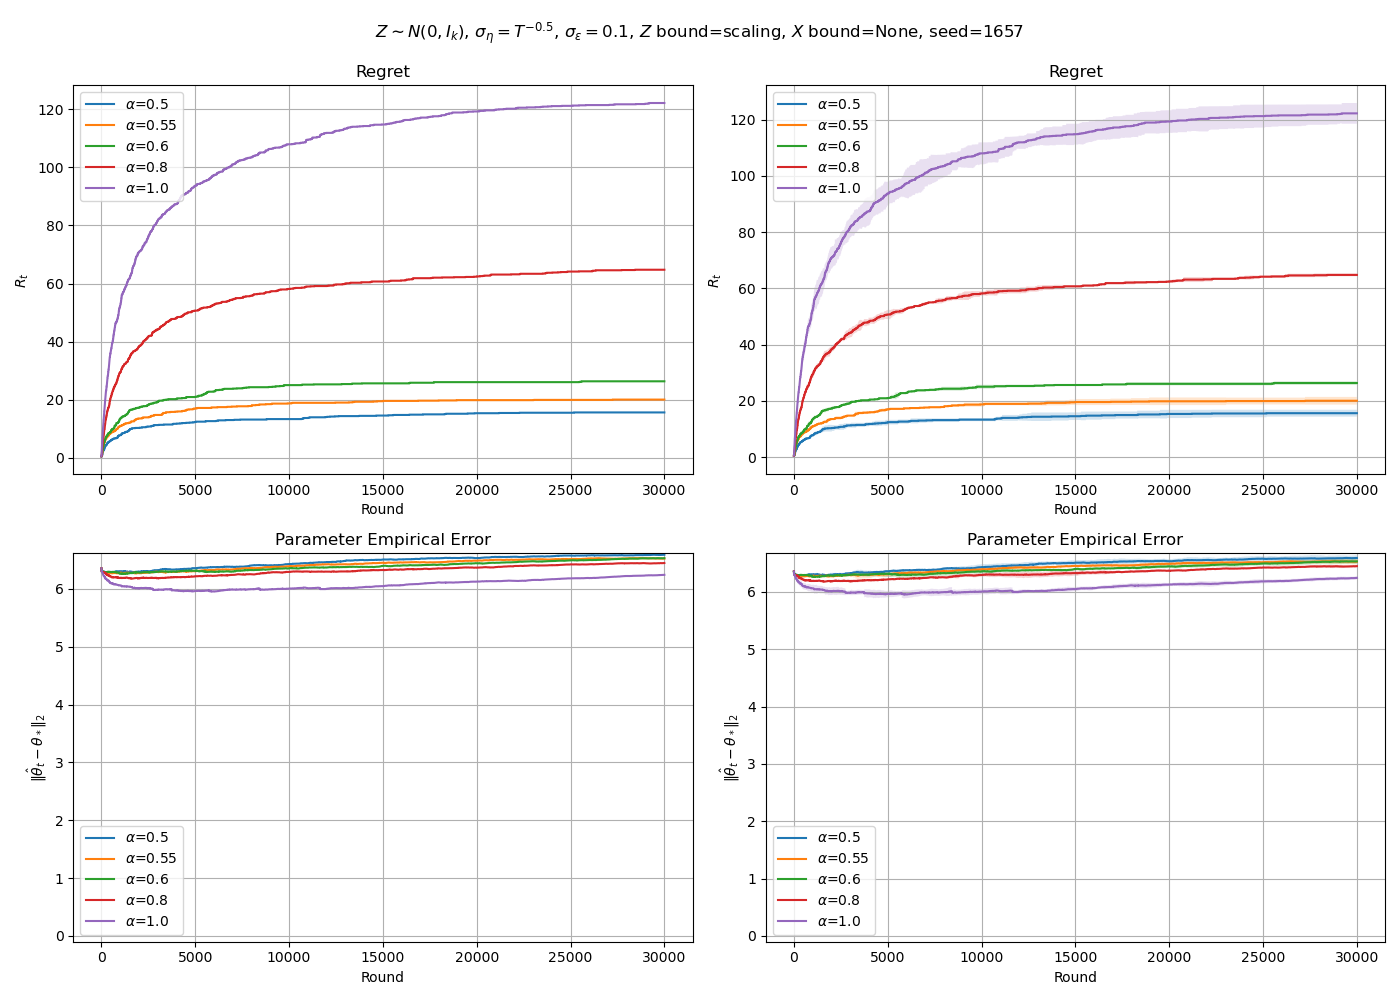 Z ~ N(0, I_k), σ_η = T^{−0.5}, σ_ε = 0.1, Z bound=scaling, X bound=None, seed=1657
Regret
R_t
120
100
80
60
40
20
0
α=0.5
α=0.55
α=0.6
α=0.8
α=1.0
0 5000 10000 15000 20000 25000 30000
Round
Regret
R_t
120
100
80
60
40
20
0
α=0.5
α=0.55
α=0.6
α=0.8
α=1.0
0 5000 10000 15000 20000 25000 30000
Round
Parameter Empirical Error
‖θ̂_t − θ_*‖_2
6
5
4
3
2
1
0
α=0.5
α=0.55
α=0.6
α=0.8
α=1.0
0 5000 10000 15000 20000 25000 30000
Round
Parameter Empirical Error
‖θ̂_t − θ_*‖_2
6
5
4
3
2
1
0
α=0.5
α=0.55
α=0.6
α=0.8
α=1.0
0 5000 10000 15000 20000 25000 30000
Round